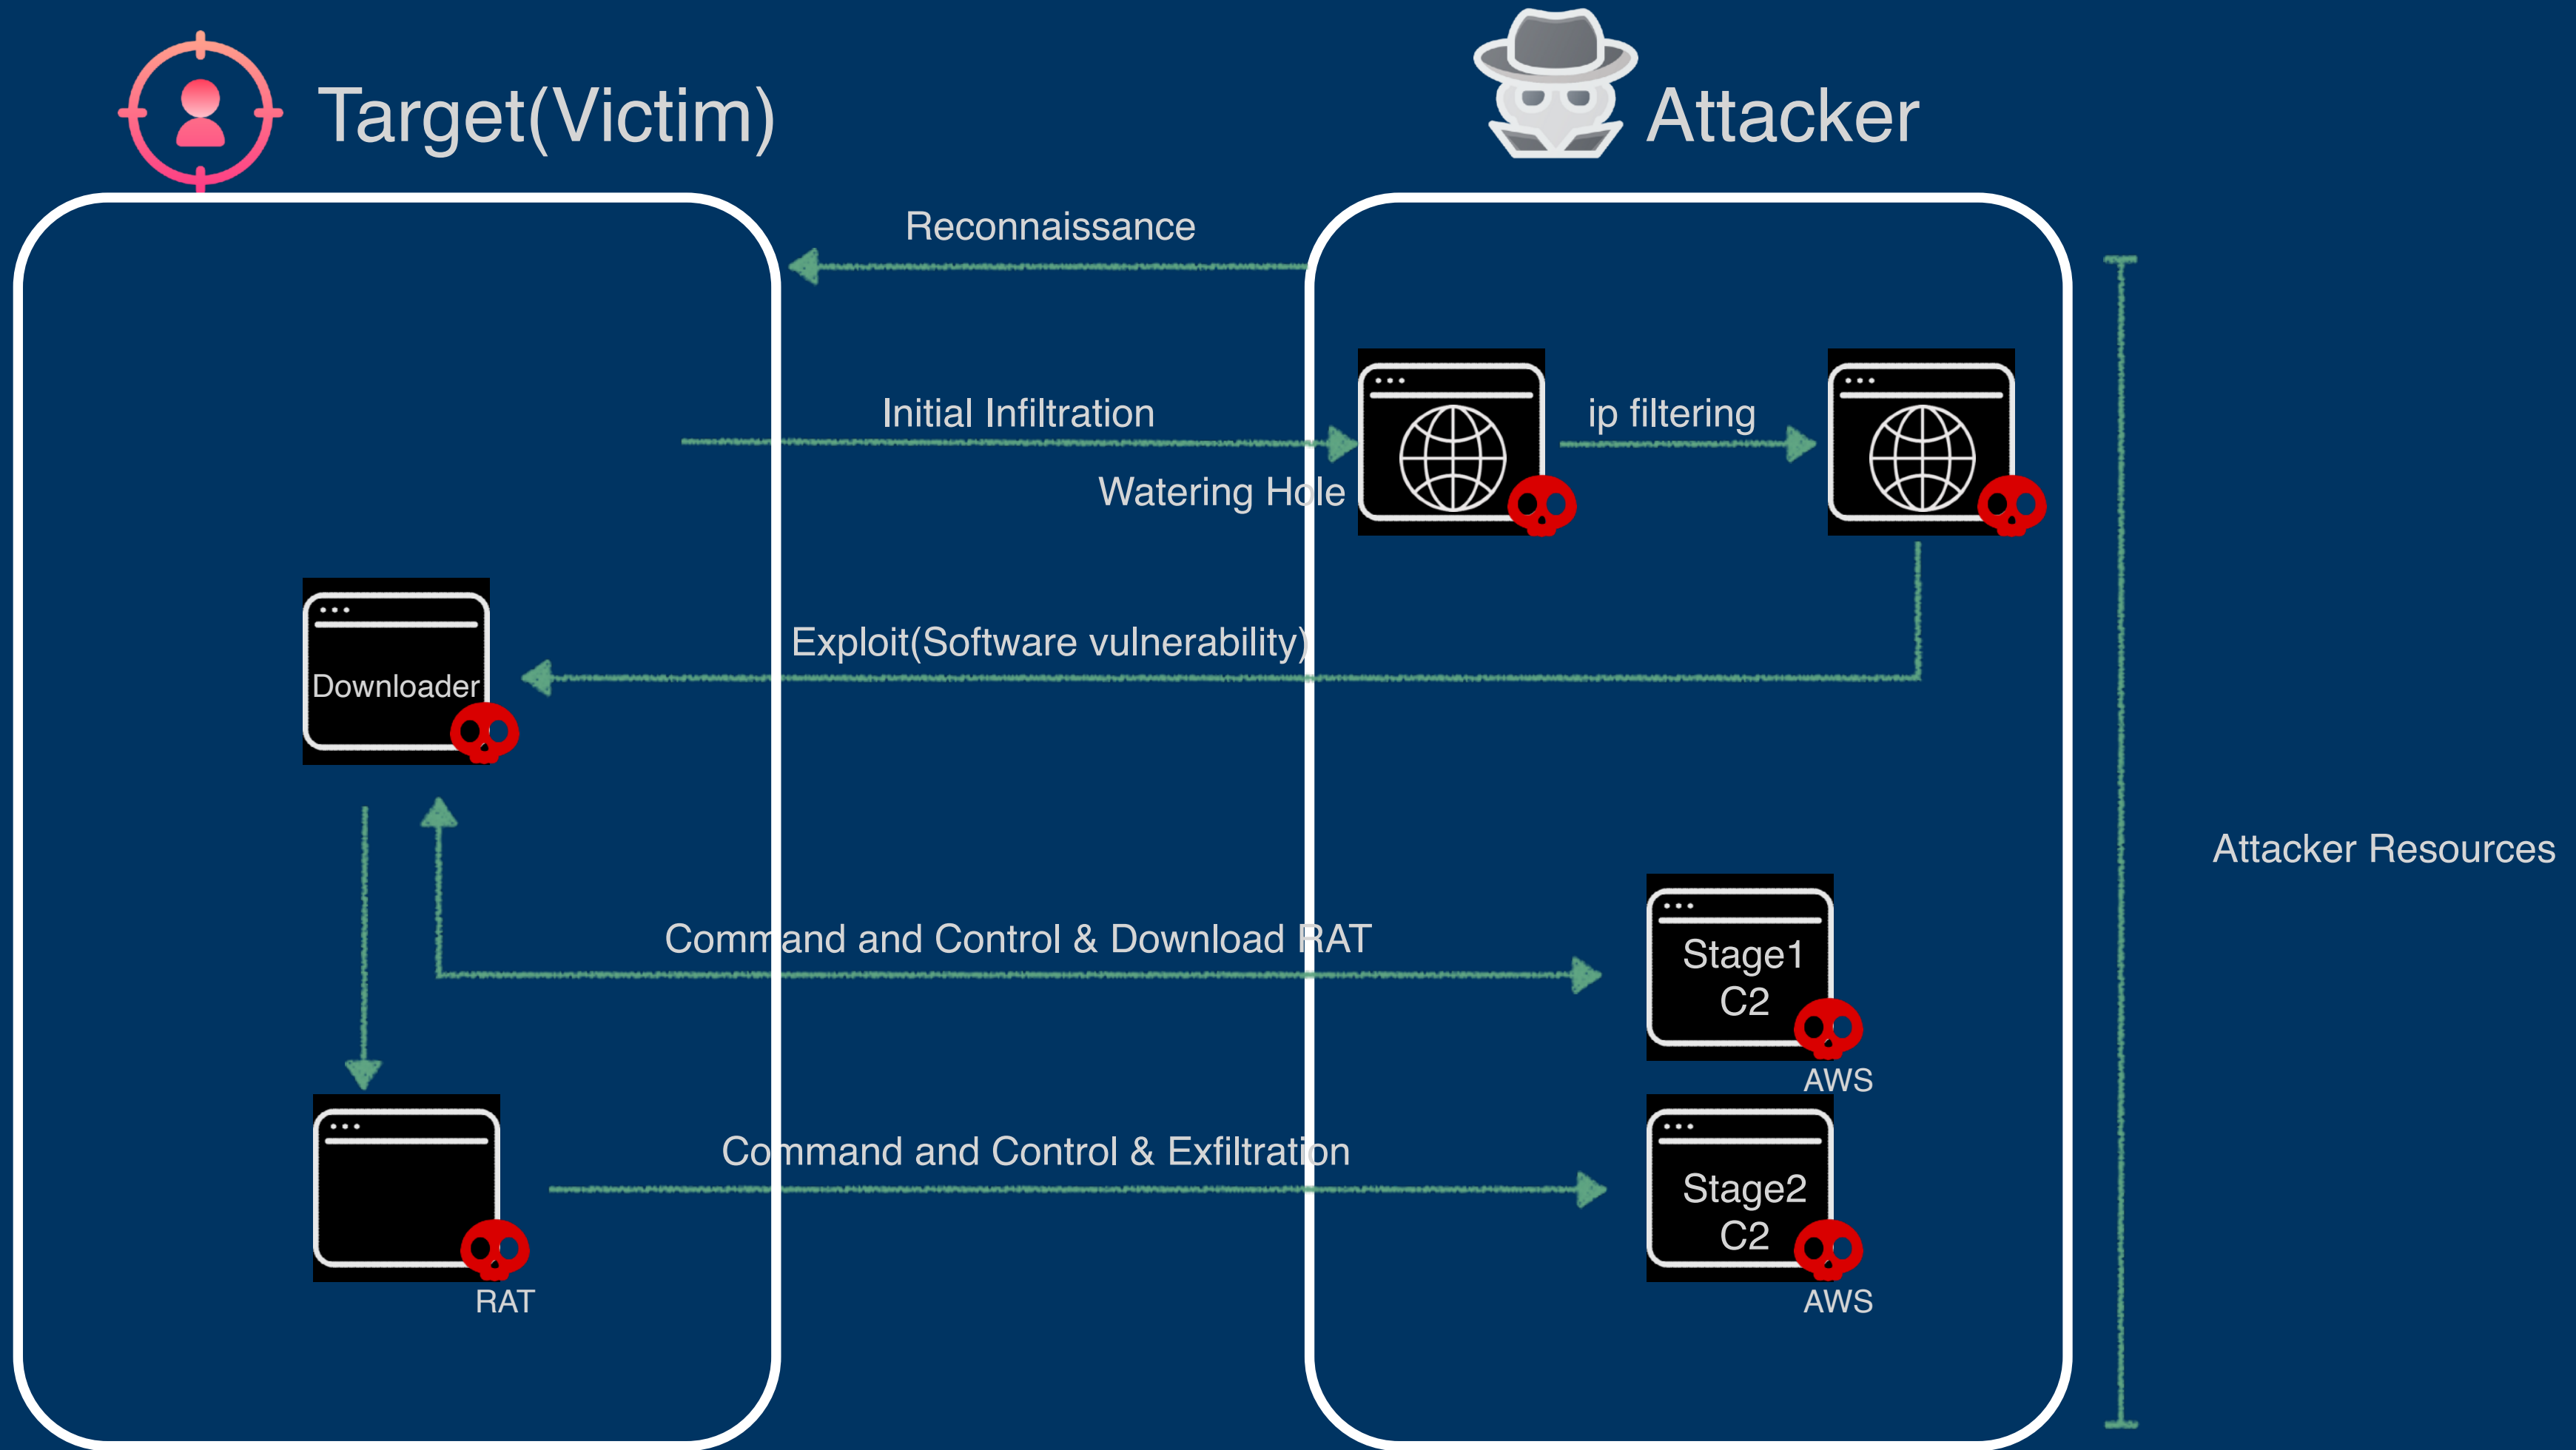 Target(Victim)
Attacker
Reconnaissance
Initial Infiltration
ip filtering
Watering Hole
Exploit(Software vulnerability)
Downloader
Attacker Resources
Command and Control & Download RAT
Stage1
C2
AWS
Command and Control & Exfiltration
Stage2
C2
RAT
AWS